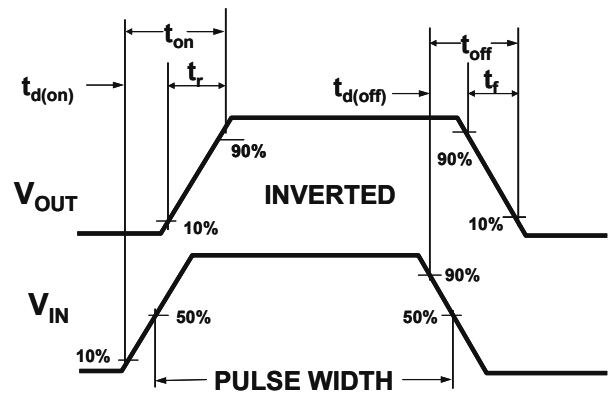 t_on
t_off
t_d(on)
t_r
t_d(off)
t_f
90%
90%
V_OUT
INVERTED
10%
10%
90%
V_IN
50%
50%
10%
PULSE WIDTH